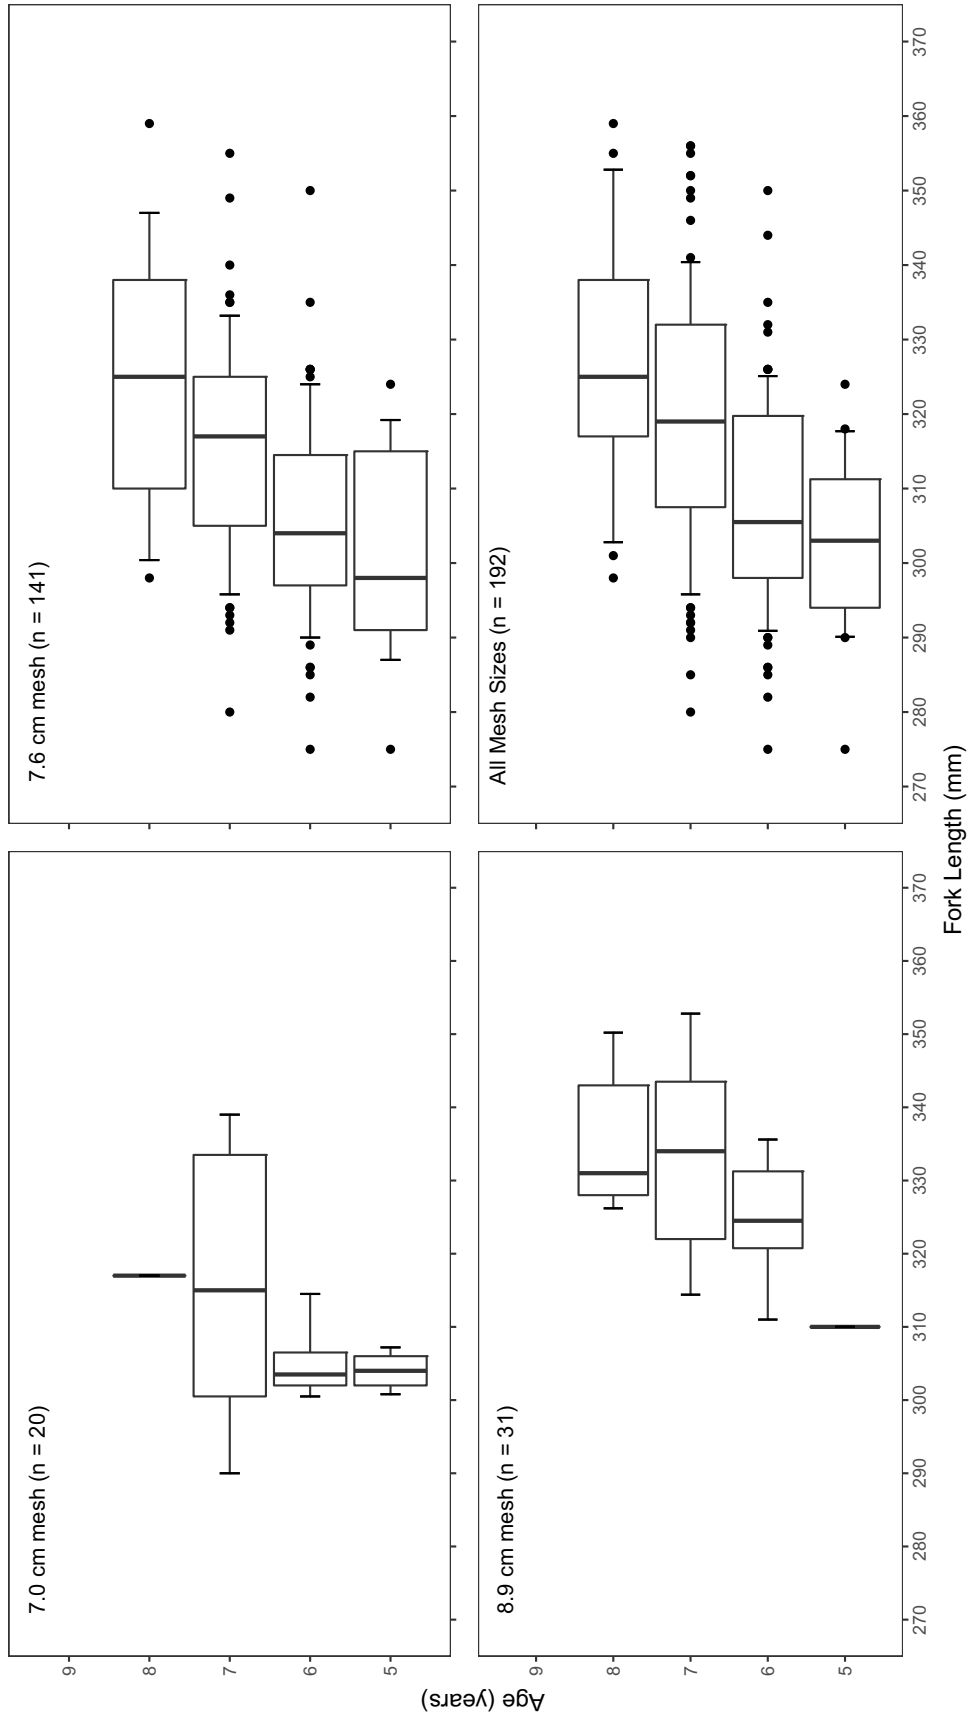 7.0 cm mesh (n = 20)
7.6 cm mesh (n = 141)
9
8
7
6
5
Age (years)
8.9 cm mesh (n = 31)
All Mesh Sizes (n = 192)
9
8
7
6
5
270 280 290 300 310 320 330 340 350 360 370
270 280 290 300 310 320 330 340 350 360 370
Fork Length (mm)